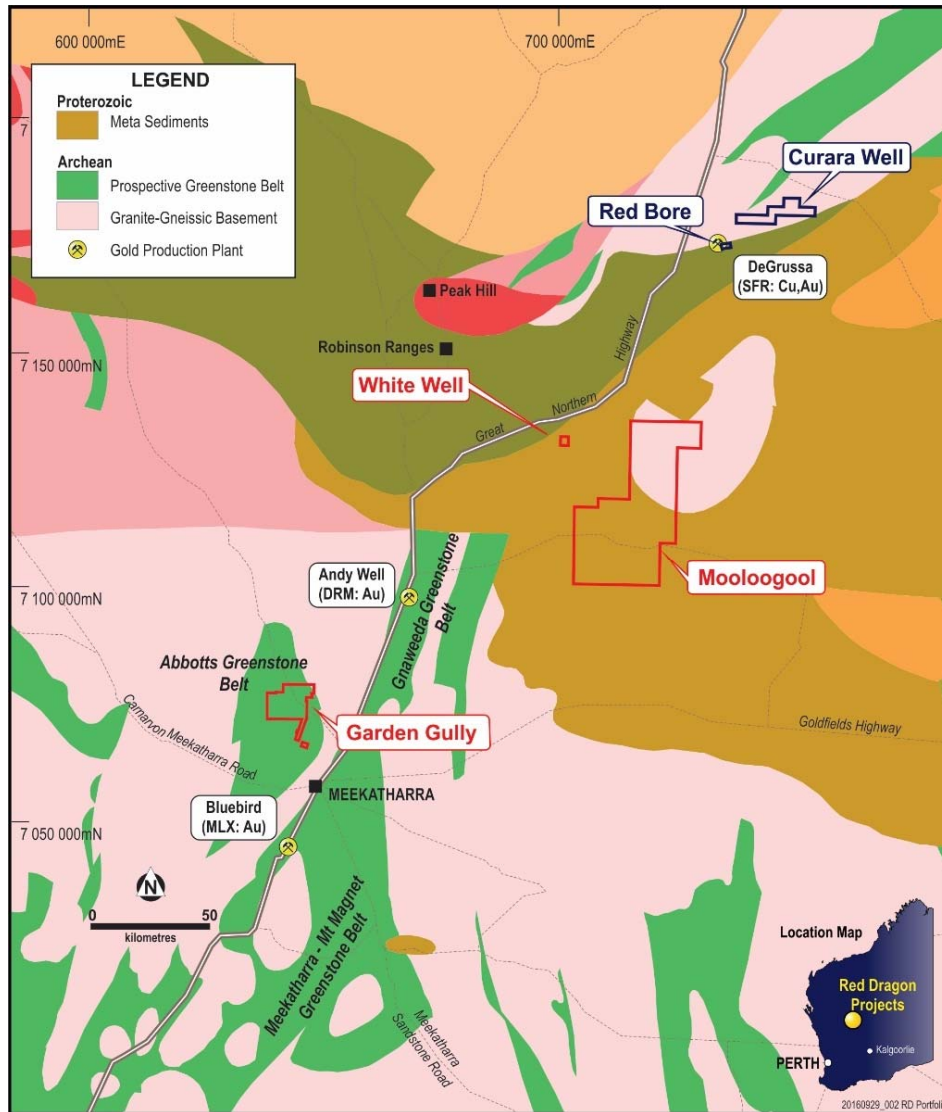 600 000mE
700 000mE
LEGEND
Proterozoic
Meta Sediments
Archean
Prospective Greenstone Belt
Granite-Gneissic Basement
Gold Production Plant
7
Curara Well
Red Bore
DeGrussa
(SFR: Cu,Au)
Peak Hill
Robinson Ranges
7 150 000mN
White Well
Great Northern Highway
Mooloogool
Andy Well
(DRM: Au)
7 100 000mN
Gnaweeda Greenstone
Belt
Abbotts Greenstone
Belt
Garden Gully
Carnarvon Meekatharra Road
Goldfields Highway
MEEKATHARRA
Bluebird
(MLX: Au)
7 050 000mN
N
0 50
kilometres
Meekatharra - Mt Magnet
Greenstone Belt
Meekatharra
Sandstone Road
Location Map
Red Dragon
Projects
Kalgoorlie
PERTH
20160929_002 RD Portfoli